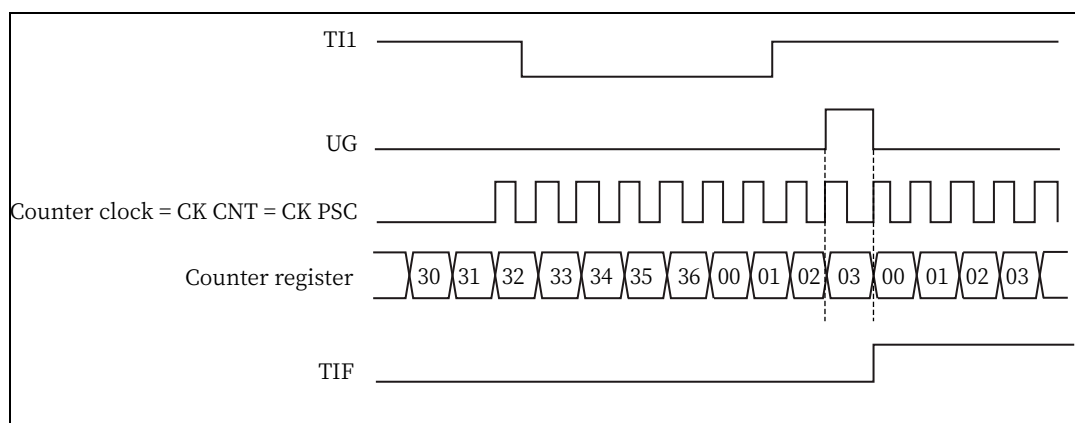 TI1
UG
Counter clock = CK CNT = CK PSC
Counter register 30 31 32 33 34 35 36 00 01 02 03 00 01 02 03
TIF